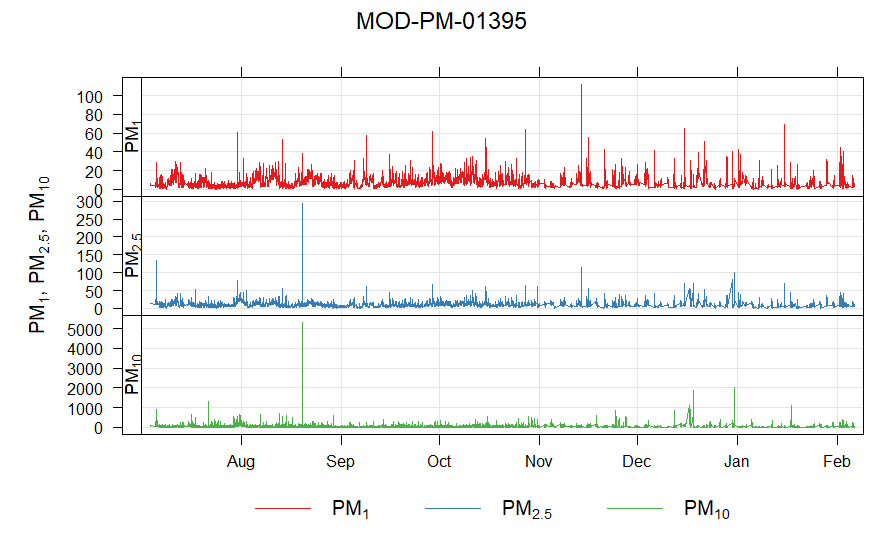 MOD-PM-01395
PM1, PM2.5, PM10
PM1
100
80
60
40
20
0
PM2.5
300
250
200
150
100
50
0
PM10
5000
4000
3000
2000
1000
0
Aug Sep Oct Nov Dec Jan Feb
PM1 PM2.5 PM10